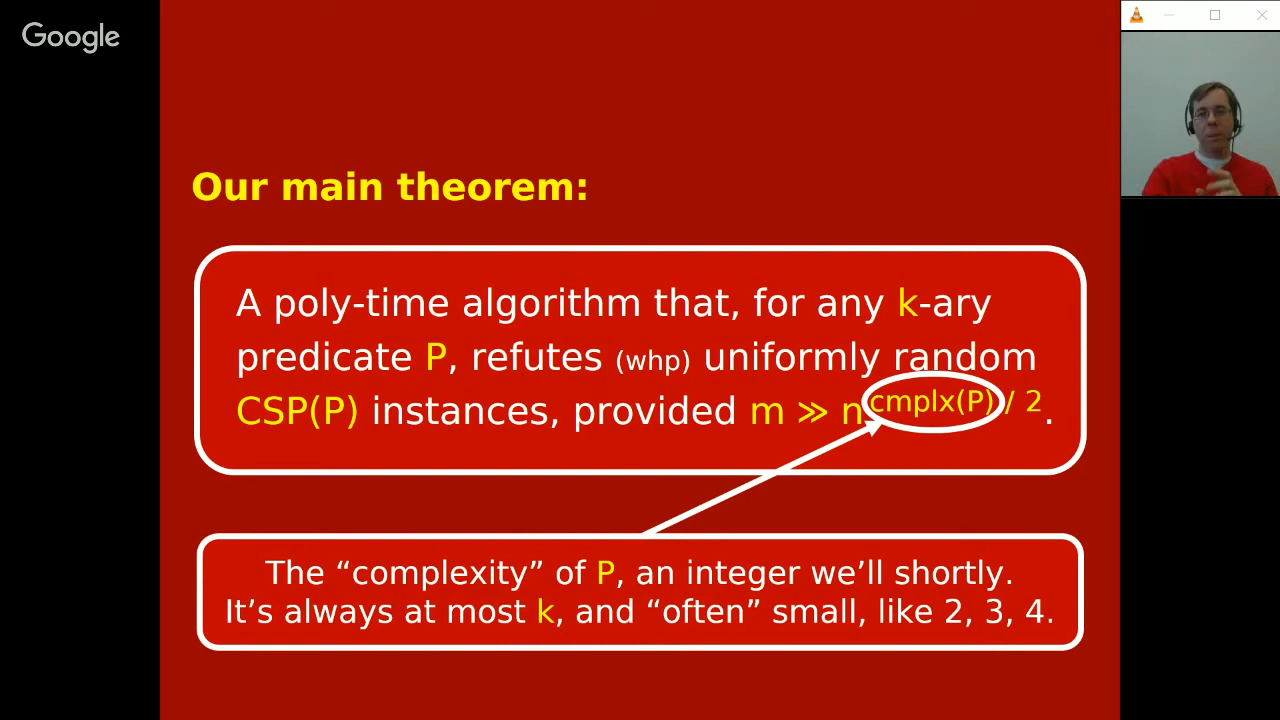 Google
Our main theorem:
A poly-time algorithm that, for any k-ary
predicate P, refutes (whp) uniformly random
CSP(P) instances, provided m ≫ n^cmplx(P) / 2.
The “complexity” of P, an integer we’ll shortly.
It’s always at most k, and “often” small, like 2, 3, 4.